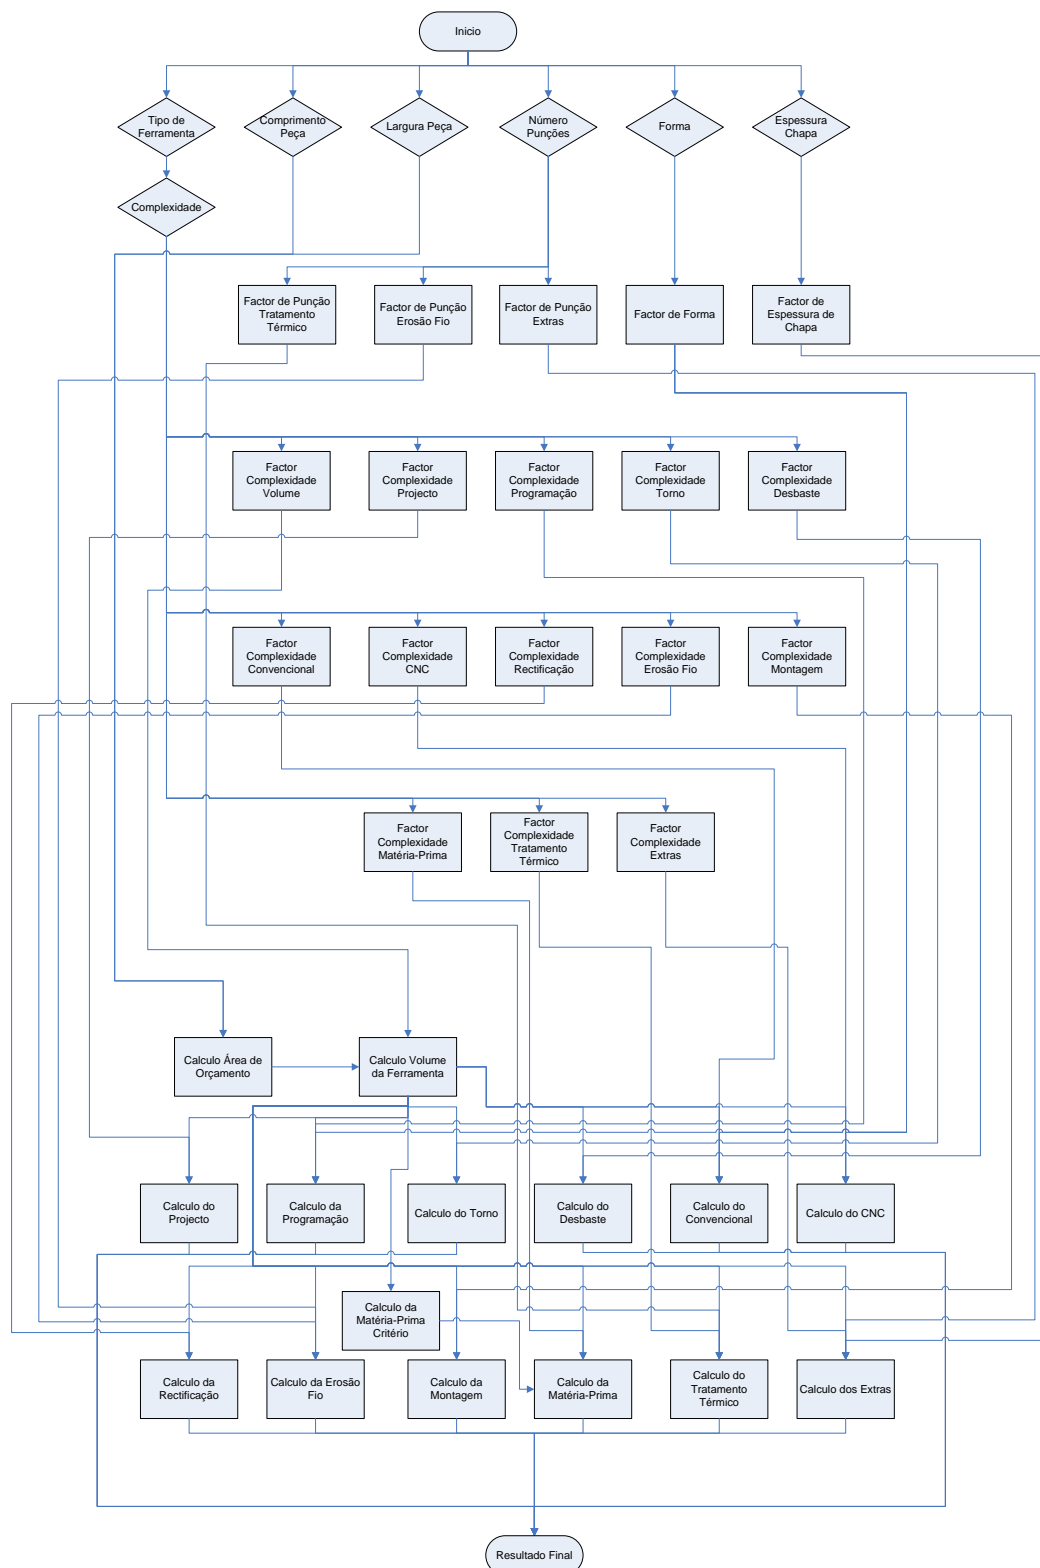 Inicio
Tipo de
Ferramenta
Comprimento
Peça
Largura Peça
Número
Punções
Forma
Espessura
Chapa
Complexidade
Factor de Punção
Tratamento
Térmico
Factor de Punção
Erosão Fio
Factor de Punção
Extras
Factor de Forma
Factor de
Espessura de
Chapa
Factor
Complexidade
Volume
Factor
Complexidade
Projecto
Factor
Complexidade
Programação
Factor
Complexidade
Torno
Factor
Complexidade
Desbaste
Factor
Complexidade
Convencional
Factor
Complexidade
CNC
Factor
Complexidade
Rectificação
Factor
Complexidade
Erosão Fio
Factor
Complexidade
Montagem
Factor
Complexidade
Matéria-Prima
Factor
Complexidade
Tratamento
Térmico
Factor
Complexidade
Extras
Calculo Área de
Orçamento
Calculo Volume
da Ferramenta
Calculo do
Projecto
Calculo da
Programação
Calculo do Torno
Calculo do
Desbaste
Calculo do
Convencional
Calculo do CNC
Calculo da
Matéria-Prima
Critério
Calculo da
Rectificação
Calculo da Erosão
Fio
Calculo da
Montagem
Calculo da
Matéria-Prima
Calculo do
Tratamento
Térmico
Calculo dos Extras
Resultado Final